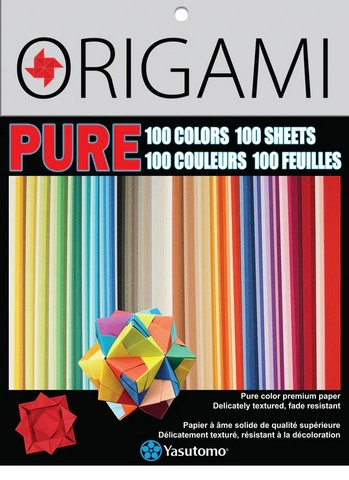 ORIGAMI
PURE
100 COLORS 100 SHEETS
100 COULEURS 100 FEUILLES
Pure color premium paper
Delicately textured, fade resistant
Papier à âme solide de qualité supérieure
Délicatement texturé, résistant à la décoloration
Yasutomo®